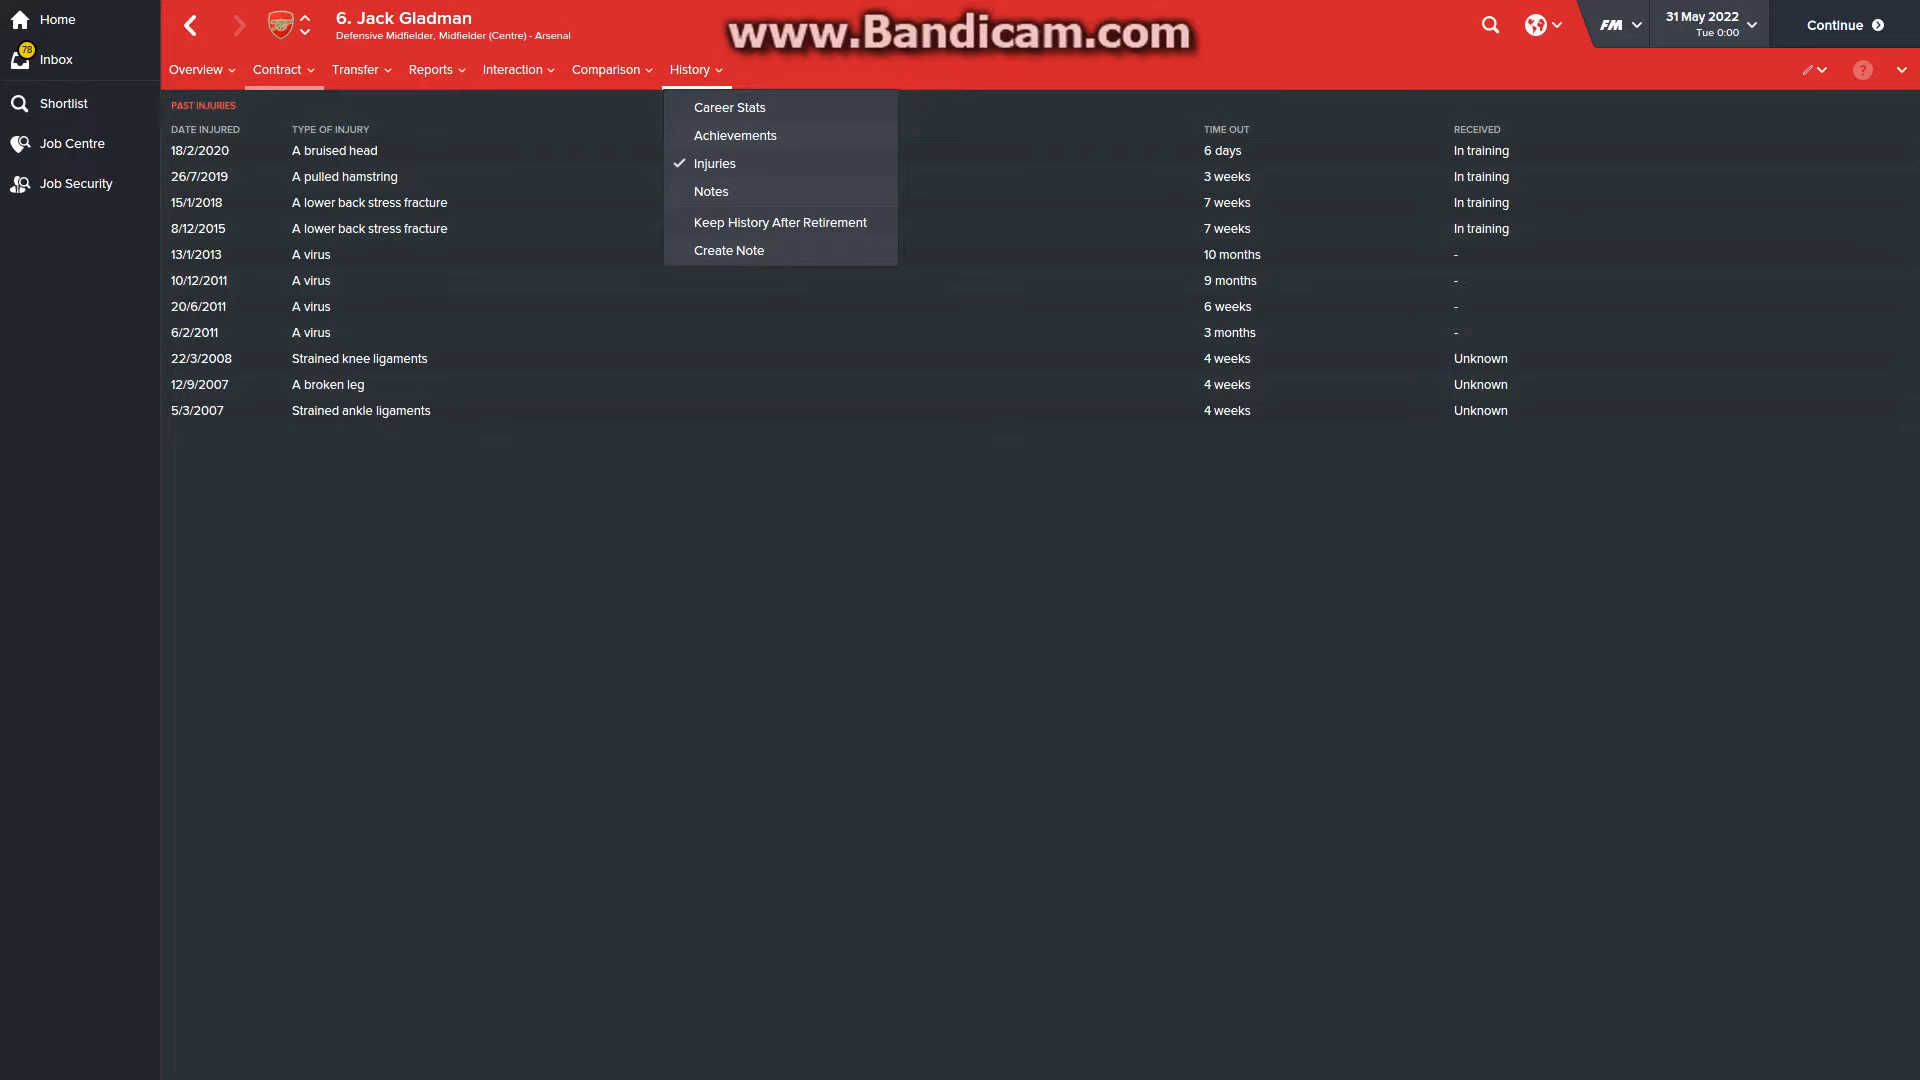 Home
78
Inbox
Shortlist
Job Centre
Job Security
6. Jack Gladman
Defensive Midfielder, Midfielder (Centre) - Arsenal
www.Bandicam.com
FM
31 May 2022
Tue 0:00
Continue
Overview Contract Transfer Reports Interaction Comparison History
?
Career Stats
Achievements
Injuries
Notes
Keep History After Retirement
Create Note
PAST INJURIES
DATE INJURED TYPE OF INJURY TIME OUT RECEIVED
18/2/2020 A bruised head 6 days In training
26/7/2019 A pulled hamstring 3 weeks In training
15/1/2018 A lower back stress fracture 7 weeks In training
8/12/2015 A lower back stress fracture 7 weeks In training
13/1/2013 A virus 10 months -
10/12/2011 A virus 9 months -
20/6/2011 A virus 6 weeks -
6/2/2011 A virus 3 months -
22/3/2008 Strained knee ligaments 4 weeks Unknown
12/9/2007 A broken leg 4 weeks Unknown
5/3/2007 Strained ankle ligaments 4 weeks Unknown